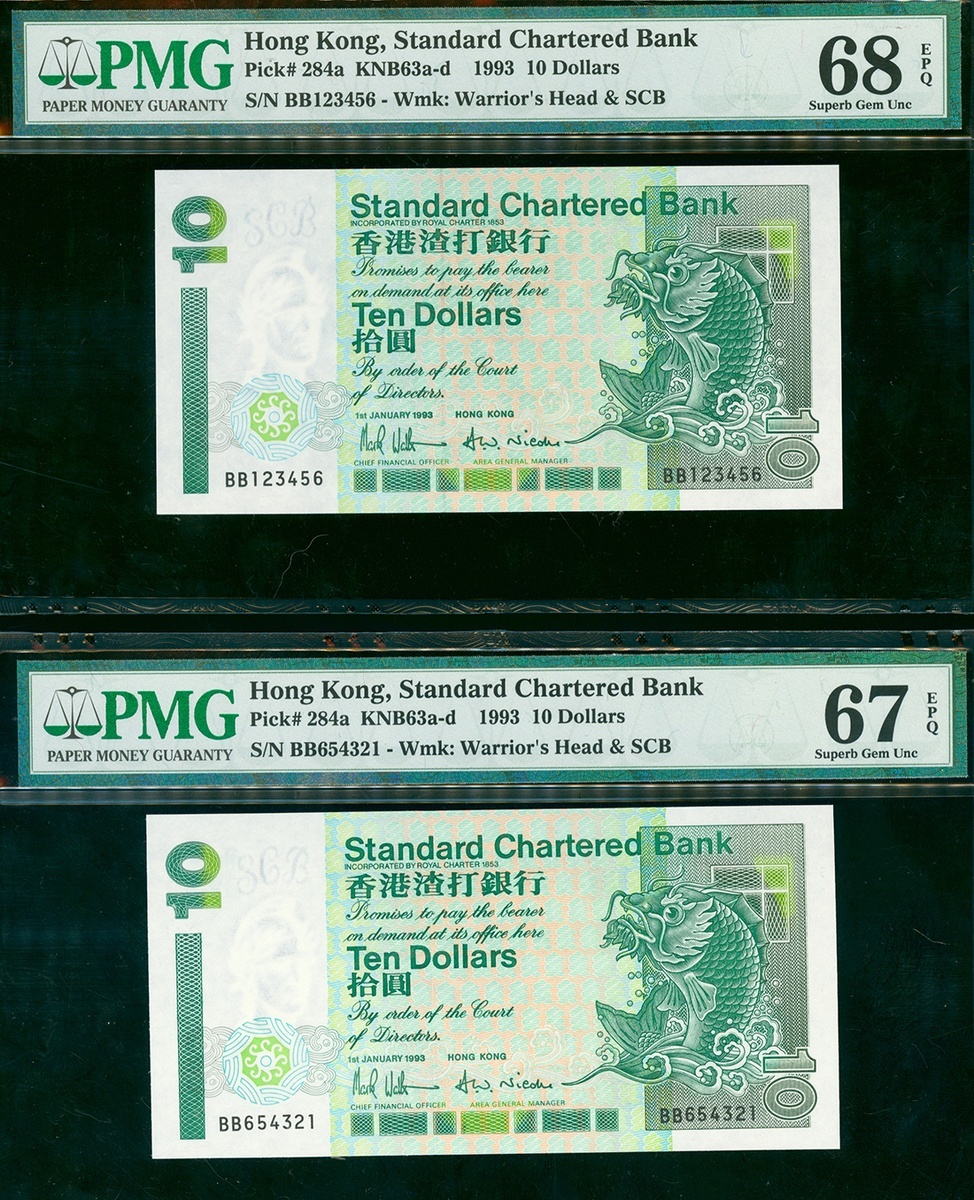 PMG
PAPER MONEY GUARANTY
Hong Kong, Standard Chartered Bank
Pick# 284a KNB63a-d 1993 10 Dollars
S/N BB123456 - Wmk: Warrior's Head & SCB
68
EPQ
Superb Gem Unc
10
SCB
Standard Chartered Bank
INCORPORATED BY ROYAL CHARTER 1853
香港渣打銀行
Promises to pay the bearer
on demand at its office here
Ten Dollars
拾圓
By order of the Court
of Directors.
1st JANUARY 1993 HONG KONG
CHIEF FINANCIAL OFFICER AREA GENERAL MANAGER
BB123456
BB123456
10
PMG
PAPER MONEY GUARANTY
Hong Kong, Standard Chartered Bank
Pick# 284a KNB63a-d 1993 10 Dollars
S/N BB654321 - Wmk: Warrior's Head & SCB
67
EPQ
Superb Gem Unc
10
SCB
Standard Chartered Bank
INCORPORATED BY ROYAL CHARTER 1853
香港渣打銀行
Promises to pay the bearer
on demand at its office here
Ten Dollars
拾圓
By order of the Court
of Directors.
1st JANUARY 1993 HONG KONG
CHIEF FINANCIAL OFFICER AREA GENERAL MANAGER
BB654321
BB654321
10